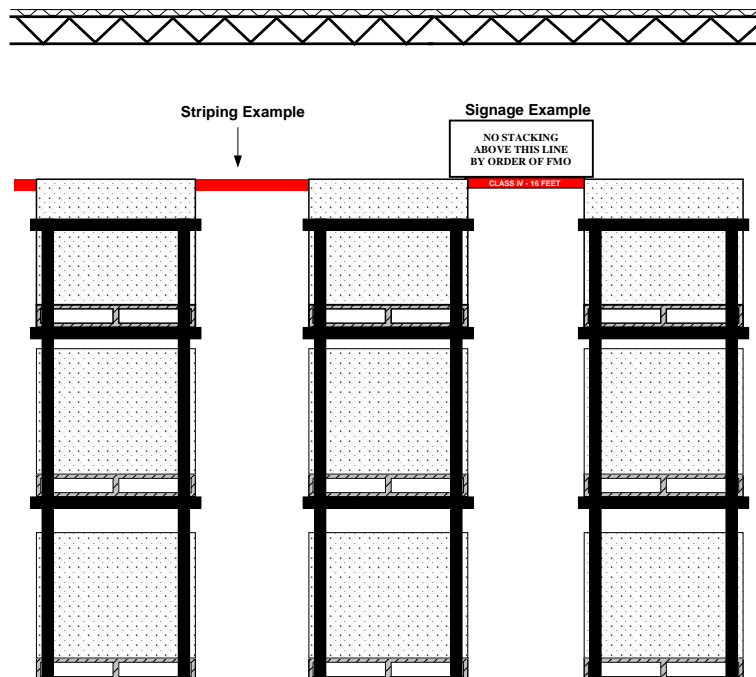 Striping Example
Signage Example
NO STACKING
ABOVE THIS LINE
BY ORDER OF FMO
CLASS IV - 16 FEET